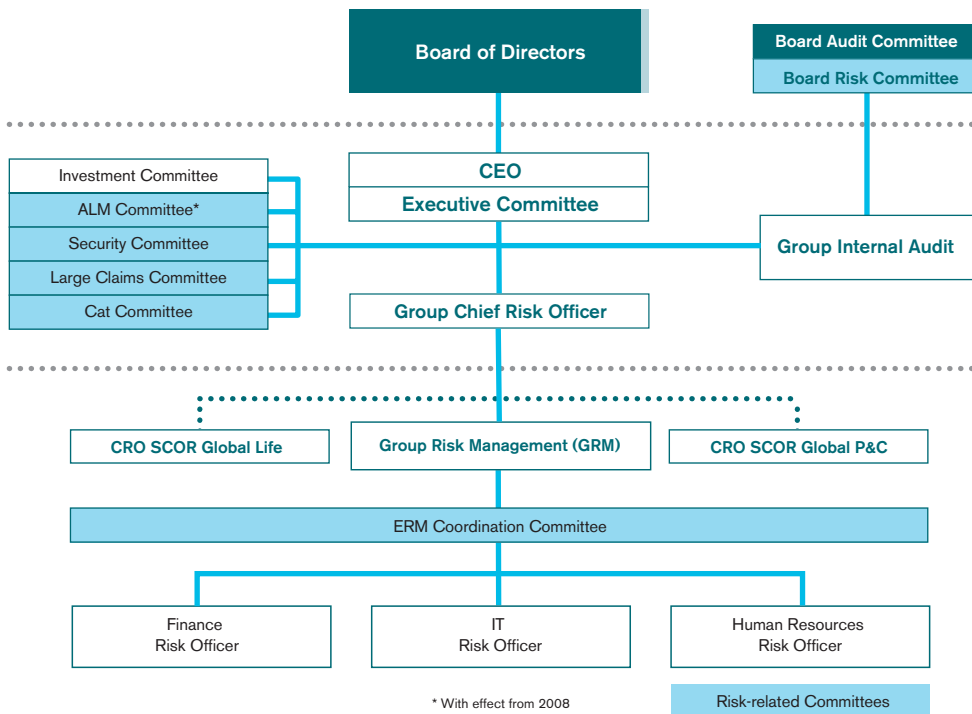 Board of Directors
Board Audit Committee
Board Risk Committee
Investment Committee
ALM Committee*
Security Committee
Large Claims Committee
Cat Committee
CEO
Executive Committee
Group Internal Audit
Group Chief Risk Officer
CRO SCOR Global Life
Group Risk Management (GRM)
CRO SCOR Global P&C
ERM Coordination Committee
Finance
Risk Officer
IT
Risk Officer
Human Resources
Risk Officer
* With effect from 2008
Risk-related Committees